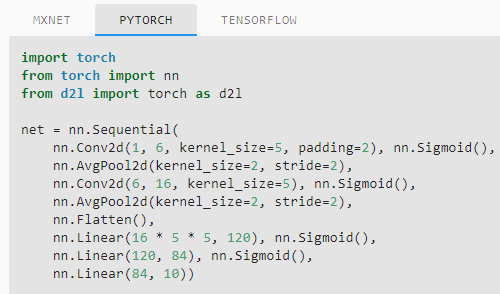 MXNET PYTORCH TENSORFLOW
import torch
from torch import nn
from d2l import torch as d2l
net = nn.Sequential(
    nn.Conv2d(1, 6, kernel_size=5, padding=2), nn.Sigmoid(),
    nn.AvgPool2d(kernel_size=2, stride=2),
    nn.Conv2d(6, 16, kernel_size=5), nn.Sigmoid(),
    nn.AvgPool2d(kernel_size=2, stride=2),
    nn.Flatten(),
    nn.Linear(16 * 5 * 5, 120), nn.Sigmoid(),
    nn.Linear(120, 84), nn.Sigmoid(),
    nn.Linear(84, 10))